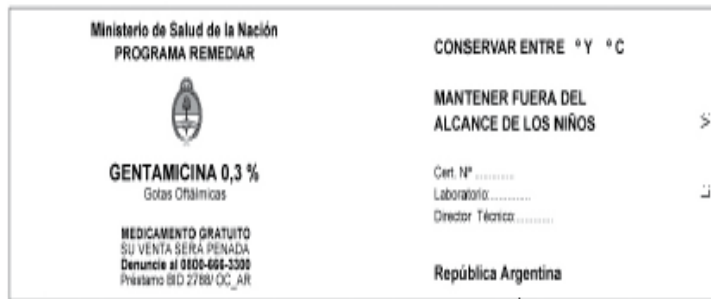 Ministerio de Salud de la Nación
PROGRAMA REMEDIAR
GENTAMICINA 0,3 %
Gotas Oftálmicas
MEDICAMENTO GRATUITO
SU VENTA SERÁ PENADA
Denuncie al 0800-666-3300
Préstamo BID 2788/ OC_AR
CONSERVAR ENTRE º Y º C
MANTENER FUERA DEL
ALCANCE DE LOS NIÑOS
Cert. Nº ..........
Laboratorio:...........
Director Técnico:..........
República Argentina